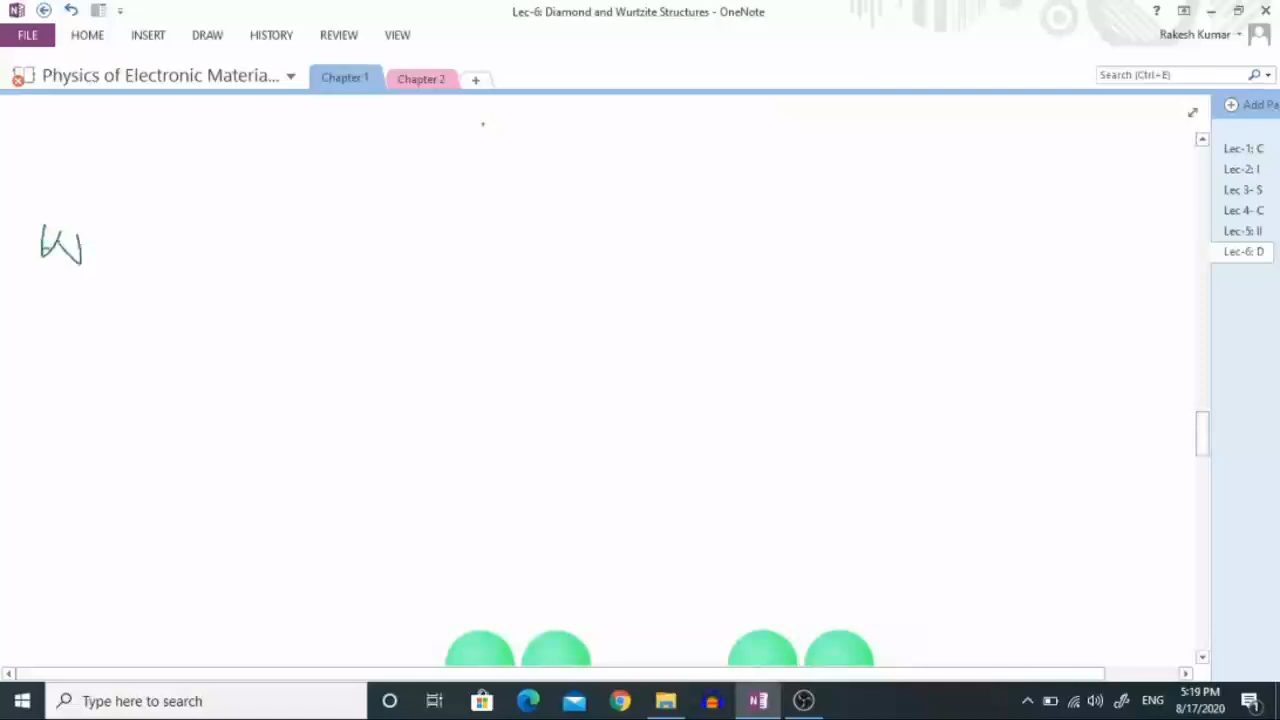 Lec-6: Diamond and Wurtzite Structures - OneNote
?
FILE HOME INSERT DRAW HISTORY REVIEW VIEW
Rakesh Kumar
Physics of Electronic Materia...
Chapter 1
Chapter 2
+
Search (Ctrl+E)
Add Pa
Lec-1: C
Lec-2: I
Lec 3- S
Lec 4- C
Lec-5: II
Lec-6: D
W
Type here to search
ENG
5:19 PM
8/17/2020
1